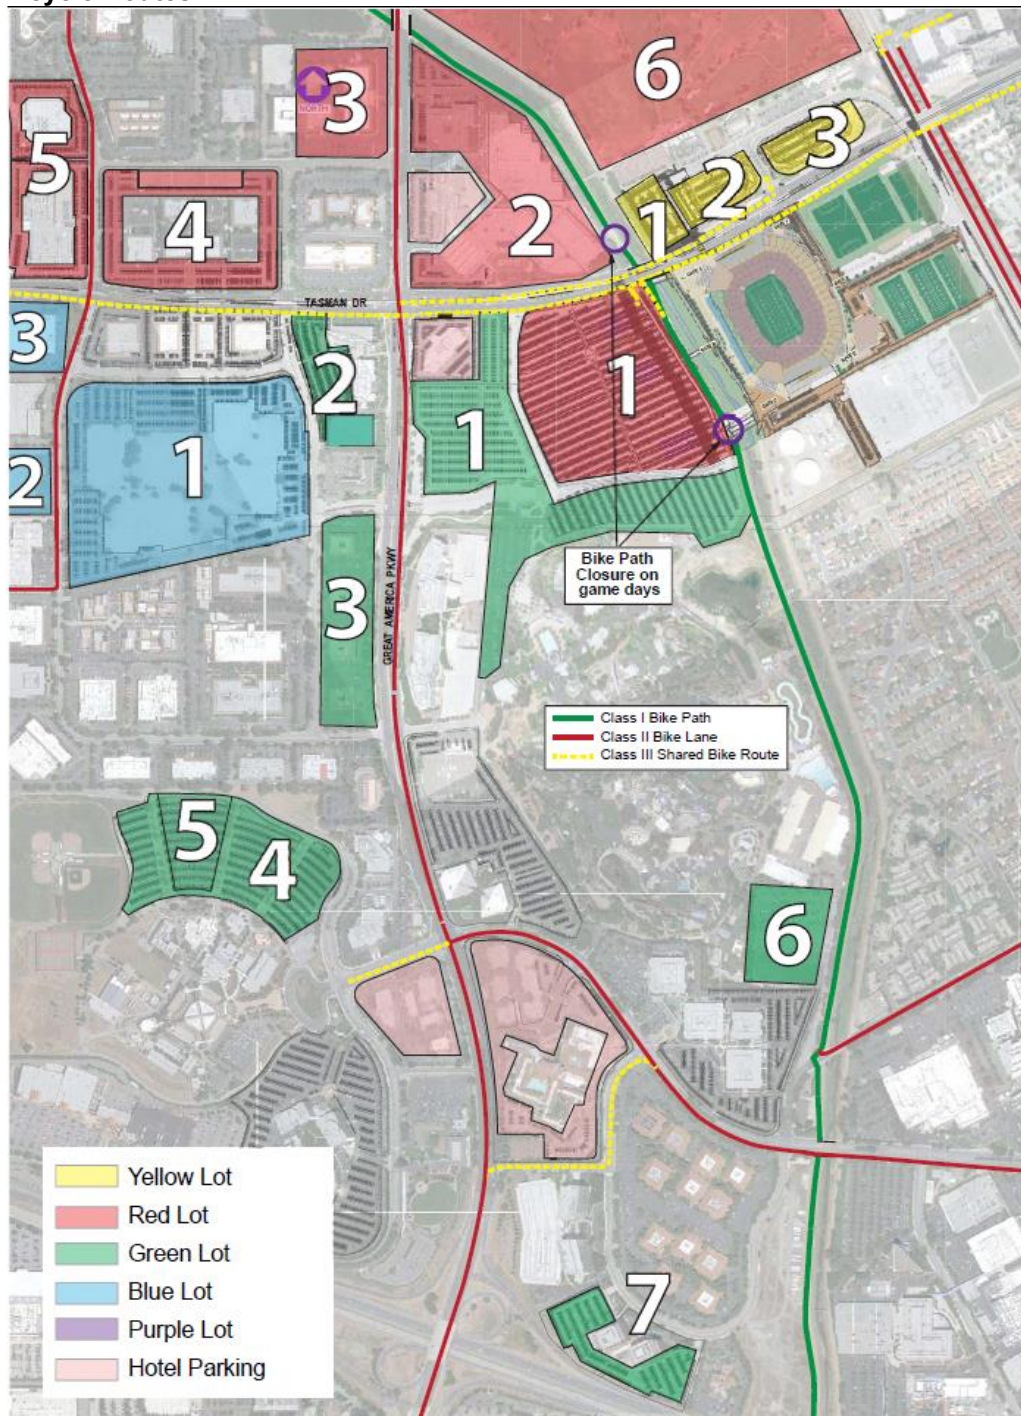 6
3
NORTH
3
5
2
4
1
2
TASMAN DR
3
2
1
1
1
2
Bike Path
Closure on
game days
GREAT AMERICA PKWY
3
Class I Bike Path
Class II Bike Lane
Class III Shared Bike Route
5
4
6
Yellow Lot
Red Lot
Green Lot
Blue Lot
Purple Lot
Hotel Parking
7